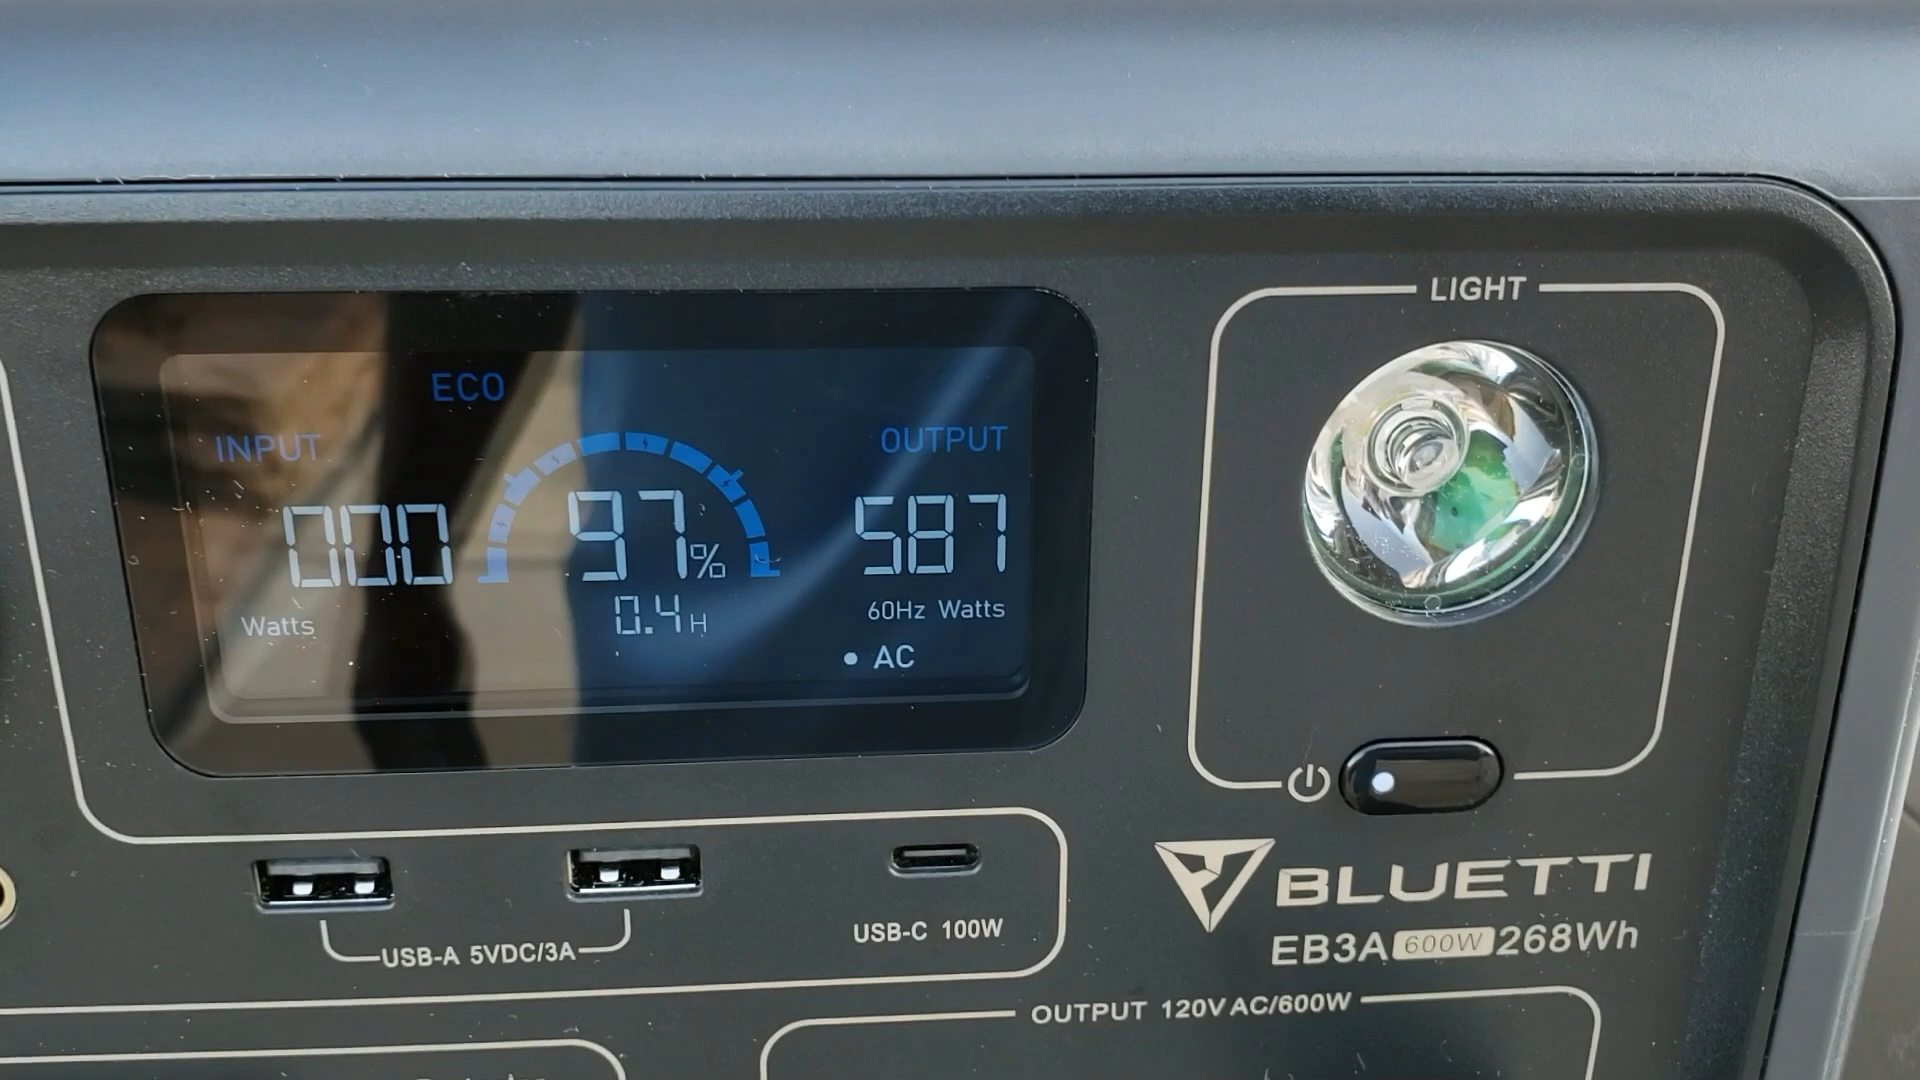 LIGHT
ECO
INPUT
OUTPUT
000
97%
587
0.4H
60Hz Watts
Watts
AC
BLUETTI
USB-A 5VDC/3A
USB-C 100W
EB3A 600W 268Wh
OUTPUT 120V AC/600W